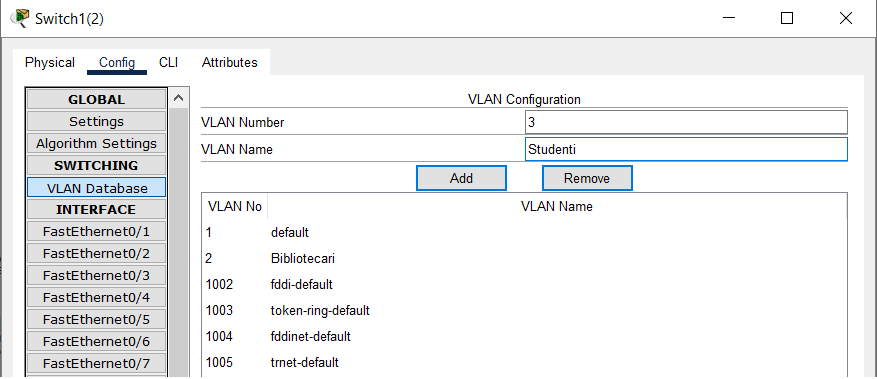 Switch1(2)
Physical Config CLI Attributes
GLOBAL
Settings
Algorithm Settings
SWITCHING
VLAN Database
INTERFACE
FastEthernet0/1
FastEthernet0/2
FastEthernet0/3
FastEthernet0/4
FastEthernet0/5
FastEthernet0/6
FastEthernet0/7
VLAN Configuration
VLAN Number 3
VLAN Name Studenti
Add Remove
VLAN No VLAN Name
1 default
2 Bibliotecari
1002 fddi-default
1003 token-ring-default
1004 fddinet-default
1005 trnet-default